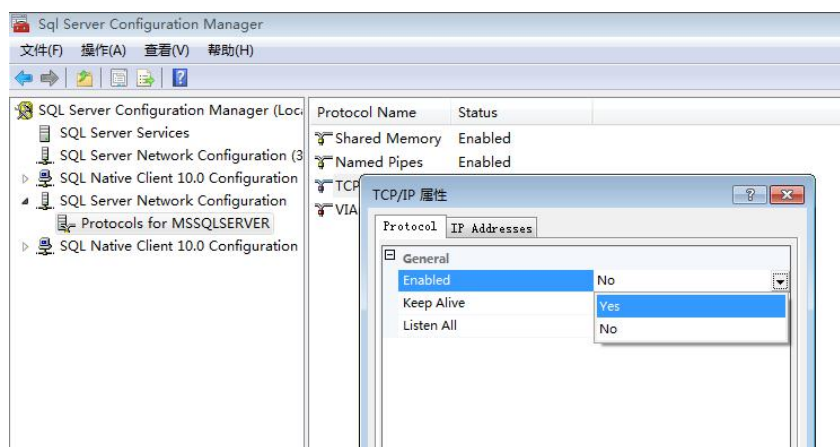 Sql Server Configuration Manager
文件(F) 操作(A) 查看(V) 帮助(H)
SQL Server Configuration Manager (Loca
SQL Server Services
SQL Server Network Configuration (3
SQL Native Client 10.0 Configuration
SQL Server Network Configuration
Protocols for MSSQLSERVER
SQL Native Client 10.0 Configuration
Protocol Name Status
Shared Memory Enabled
Named Pipes Enabled
TCP
VIA
TCP/IP 属性
Protocol IP Addresses
General
Enabled No
Keep Alive
Listen All
Yes
No